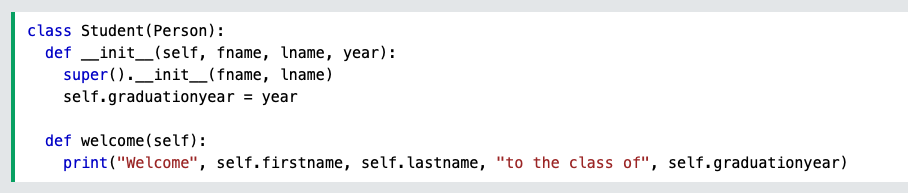 class Student(Person):
  def __init__(self, fname, lname, year):
    super().__init__(fname, lname)
    self.graduationyear = year

  def welcome(self):
    print("Welcome", self.firstname, self.lastname, "to the class of", self.graduationyear)